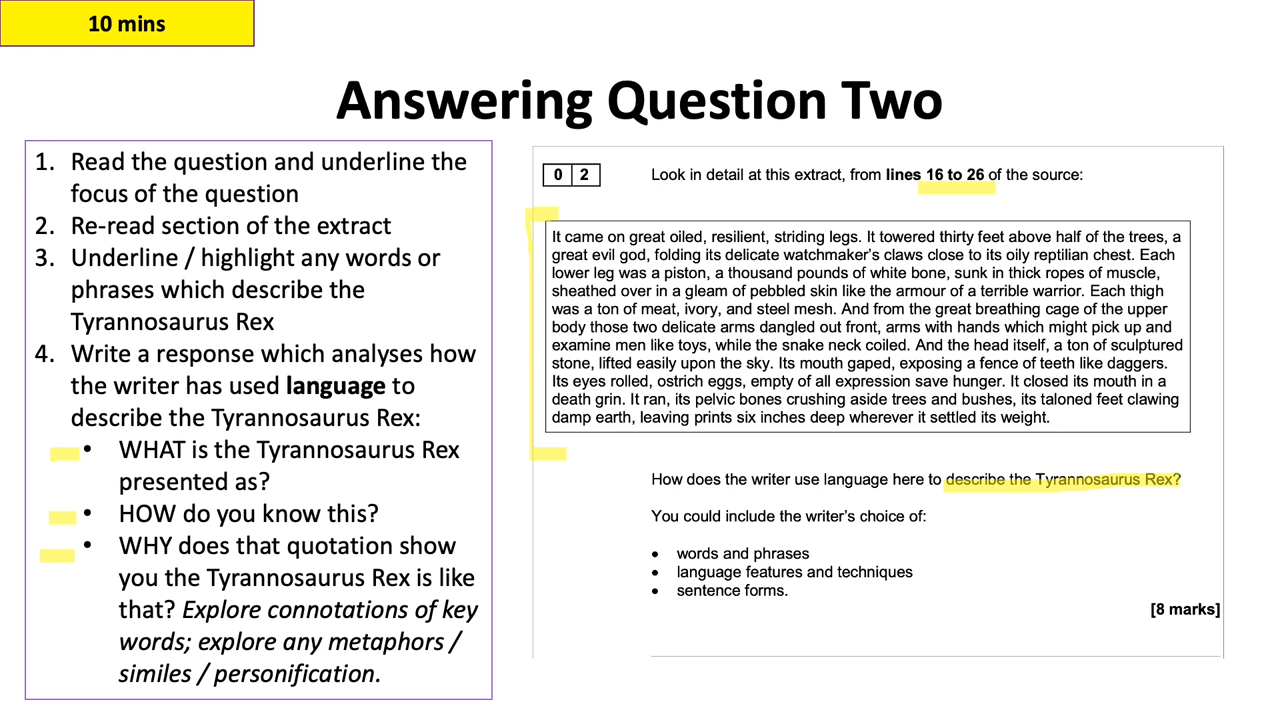 10 mins
Answering Question Two
1. Read the question and underline the
focus of the question
2. Re-read section of the extract
3. Underline / highlight any words or
phrases which describe the
Tyrannosaurus Rex
4. Write a response which analyses how
the writer has used language to
describe the Tyrannosaurus Rex:
• WHAT is the Tyrannosaurus Rex
presented as?
• HOW do you know this?
• WHY does that quotation show
you the Tyrannosaurus Rex is like
that? Explore connotations of key
words; explore any metaphors /
similes / personification.
0 2 Look in detail at this extract, from lines 16 to 26 of the source:
It came on great oiled, resilient, striding legs. It towered thirty feet above half of the trees, a
great evil god, folding its delicate watchmaker's claws close to its oily reptilian chest. Each
lower leg was a piston, a thousand pounds of white bone, sunk in thick ropes of muscle,
sheathed over in a gleam of pebbled skin like the armour of a terrible warrior. Each thigh
was a ton of meat, ivory, and steel mesh. And from the great breathing cage of the upper
body those two delicate arms dangled out front, arms with hands which might pick up and
examine men like toys, while the snake neck coiled. And the head itself, a ton of sculptured
stone, lifted easily upon the sky. Its mouth gaped, exposing a fence of teeth like daggers.
Its eyes rolled, ostrich eggs, empty of all expression save hunger. It closed its mouth in a
death grin. It ran, its pelvic bones crushing aside trees and bushes, its taloned feet clawing
damp earth, leaving prints six inches deep wherever it settled its weight.
How does the writer use language here to describe the Tyrannosaurus Rex?
You could include the writer's choice of:
• words and phrases
• language features and techniques
• sentence forms.
[8 marks]